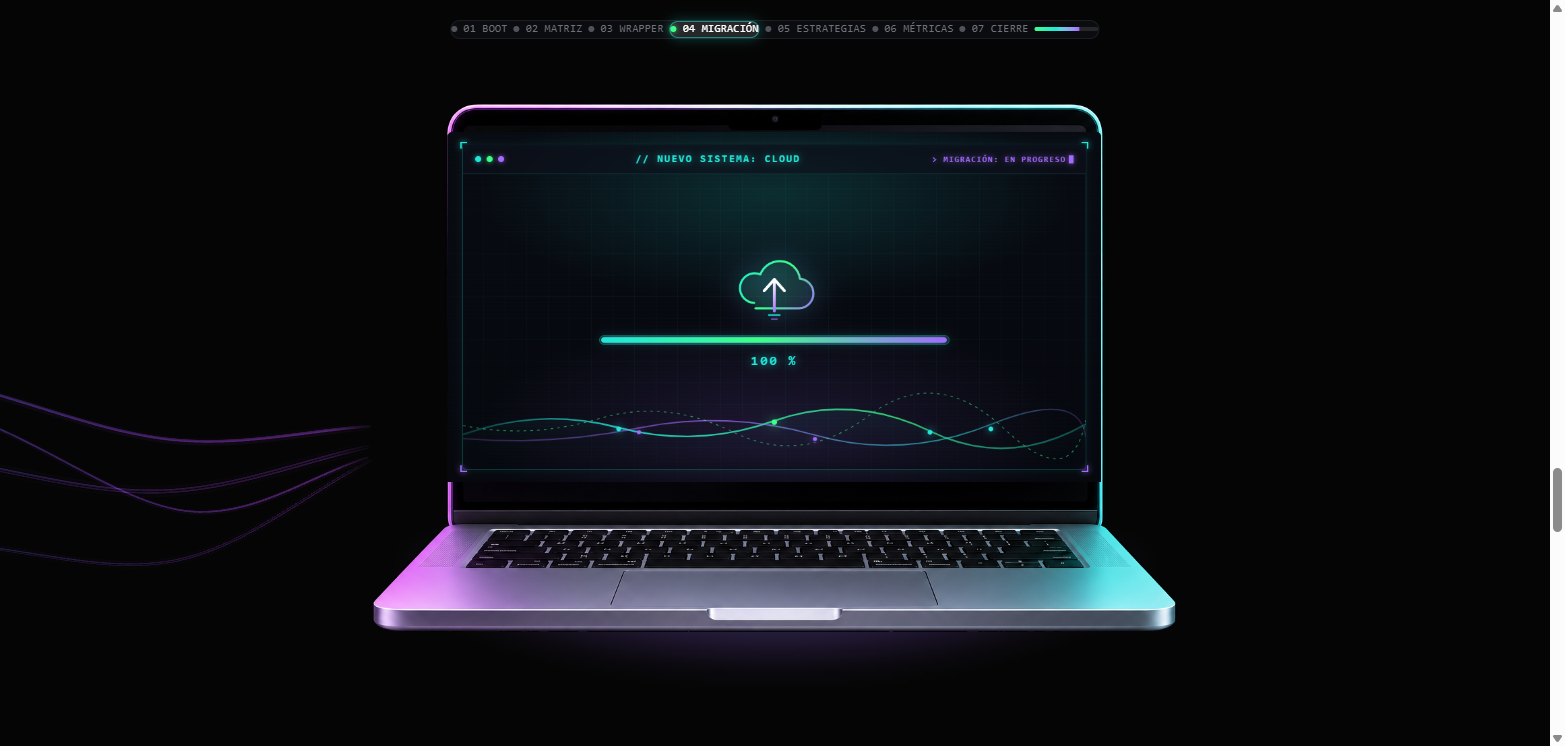 01 BOOT 02 MATRIZ 03 WRAPPER 04 MIGRACIÓN 05 ESTRATEGIAS 06 MÉTRICAS 07 CIERRE
// NUEVO SISTEMA: CLOUD
> MIGRACIÓN: EN PROGRESO
100 %